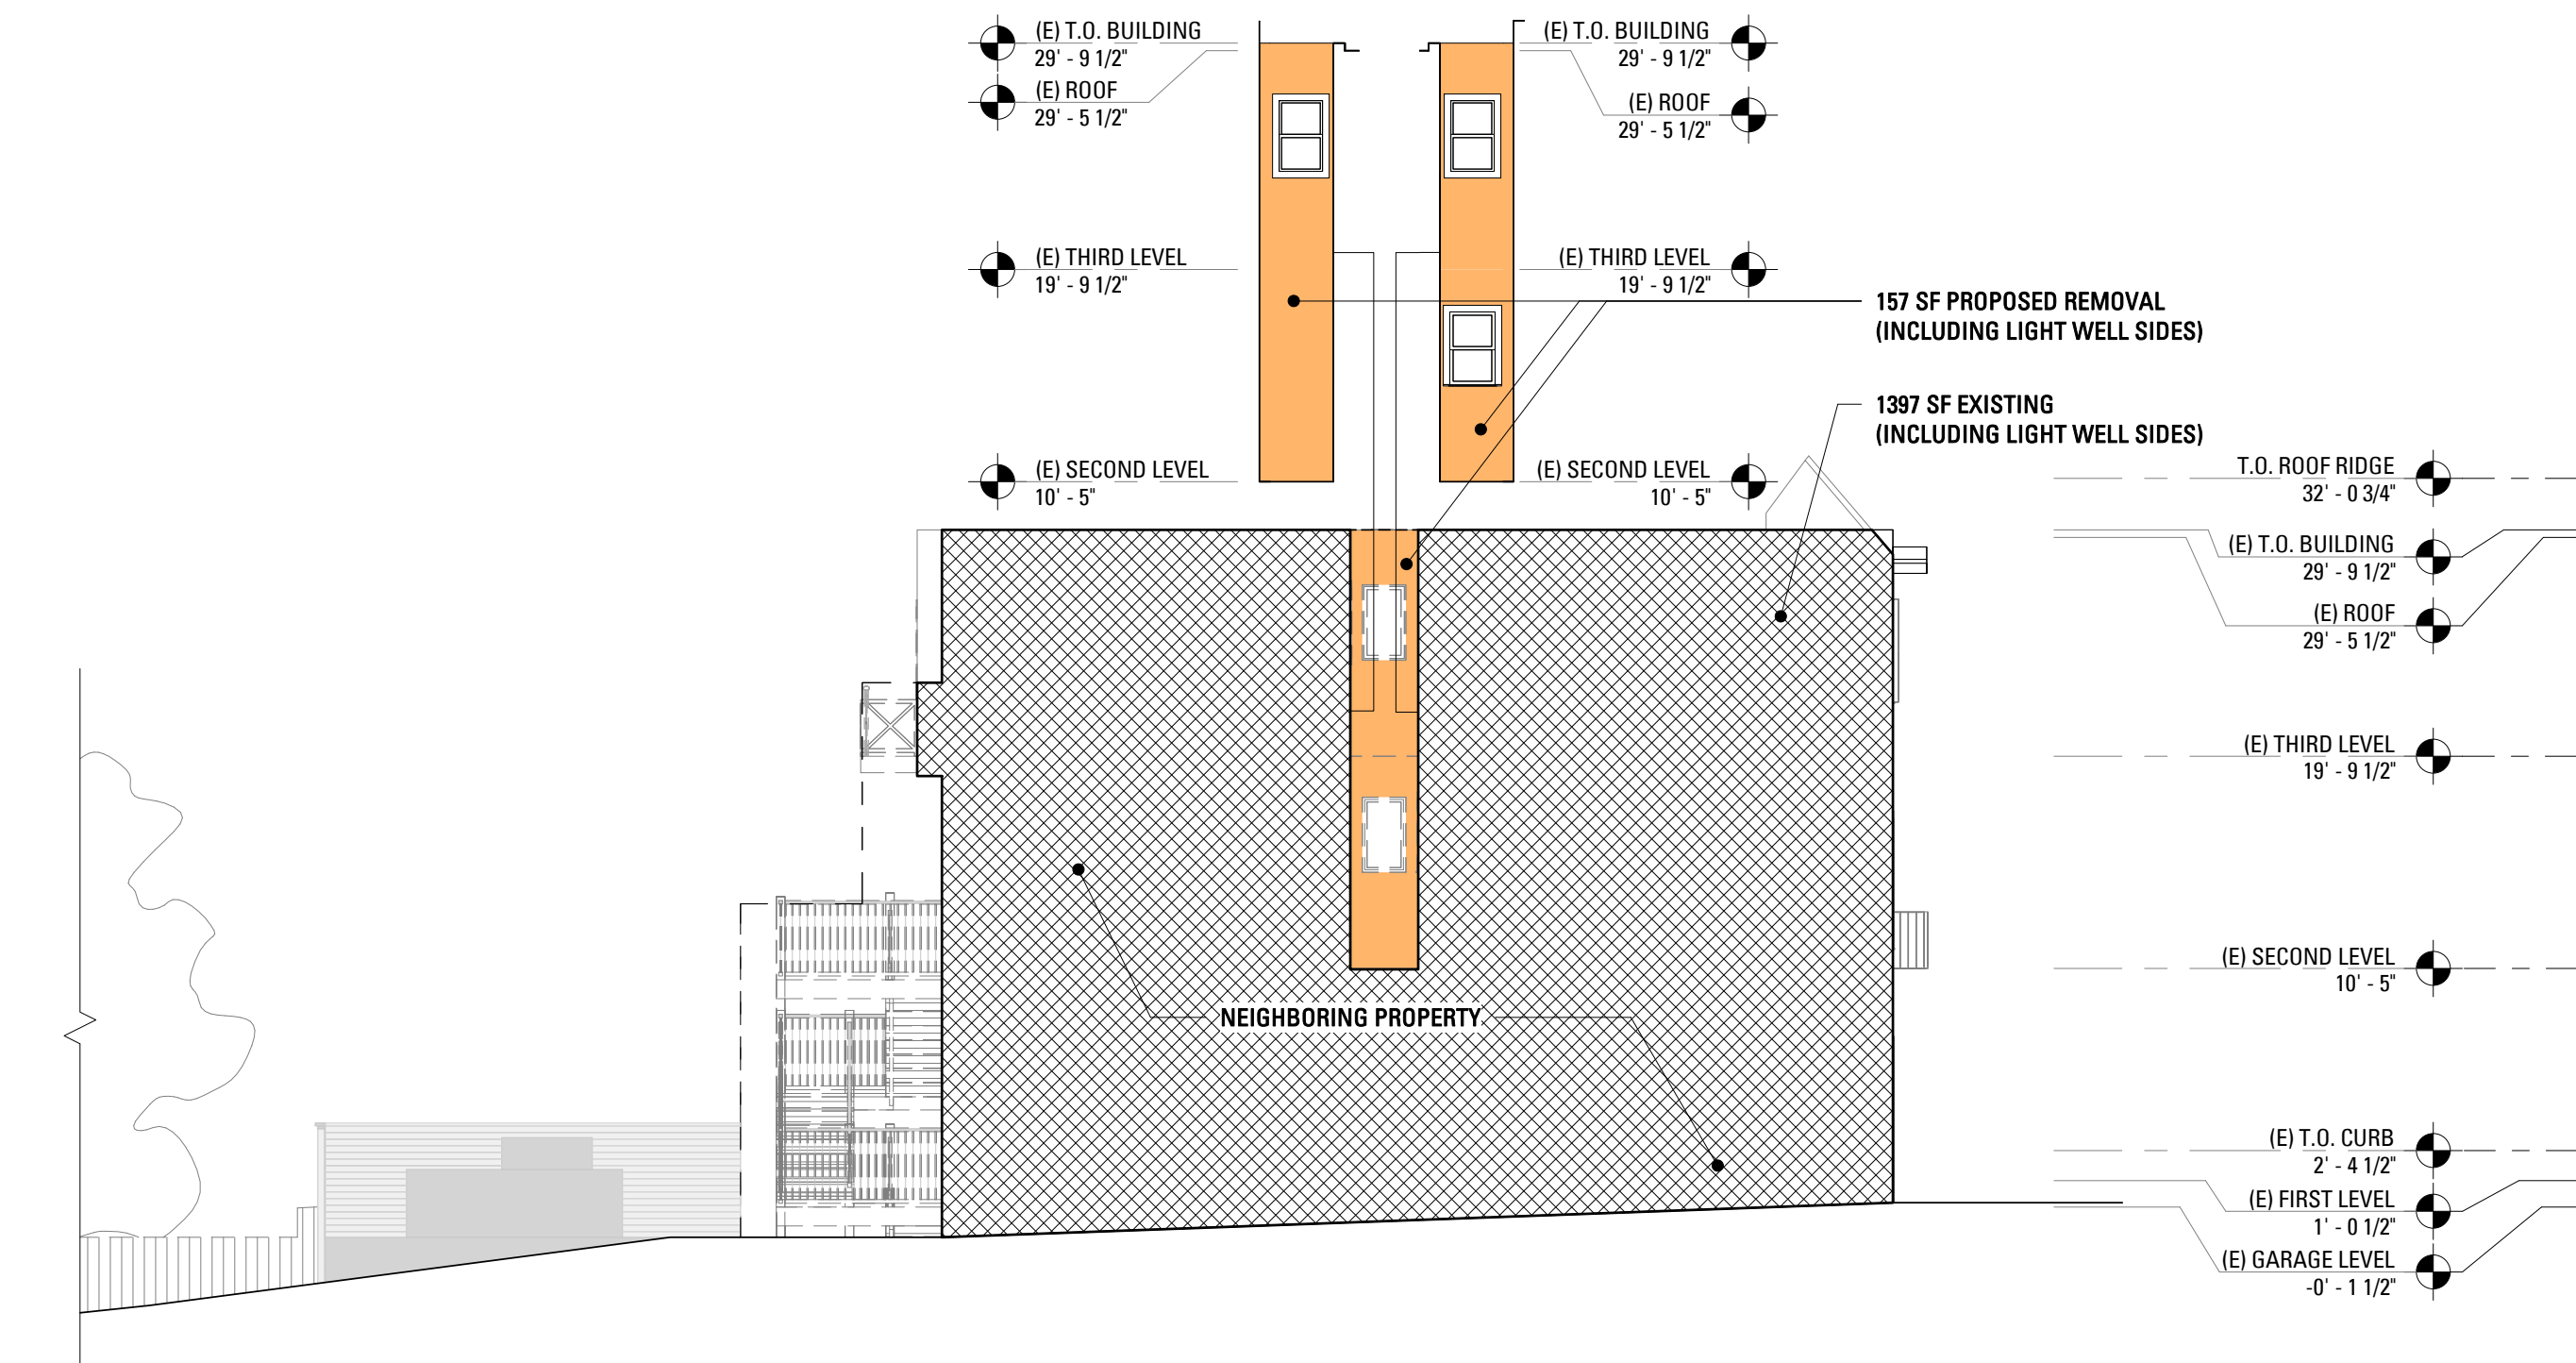 (E) T.O. BUILDING
29' - 9 1/2"
(E) ROOF
29' - 5 1/2"
(E) THIRD LEVEL
19' - 9 1/2"
(E) SECOND LEVEL
10' - 5"
(E) T.O. BUILDING
29' - 9 1/2"
(E) ROOF
29' - 5 1/2"
(E) THIRD LEVEL
19' - 9 1/2"
(E) SECOND LEVEL
10' - 5"
157 SF PROPOSED REMOVAL
(INCLUDING LIGHT WELL SIDES)
1397 SF EXISTING
(INCLUDING LIGHT WELL SIDES)
NEIGHBORING PROPERTY
T.O. ROOF RIDGE
32' - 0 3/4"
(E) T.O. BUILDING
29' - 9 1/2"
(E) ROOF
29' - 5 1/2"
(E) THIRD LEVEL
19' - 9 1/2"
(E) SECOND LEVEL
10' - 5"
(E) T.O. CURB
2' - 4 1/2"
(E) FIRST LEVEL
1' - 0 1/2"
(E) GARAGE LEVEL
-0' - 1 1/2"